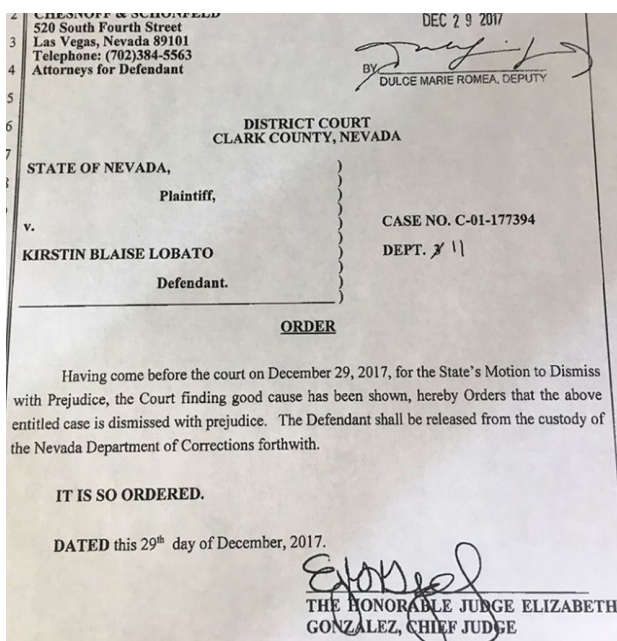 2 CHESNOFF & SCHONFELD
DEC 2 9 2017
520 South Fourth Street
3 Las Vegas, Nevada 89101
Telephone: (702)384-5563
4 Attorneys for Defendant
BY
DULCE MARIE ROMEA, DEPUTY
5
6 DISTRICT COURT
CLARK COUNTY, NEVADA
7
STATE OF NEVADA, )
8 )
Plaintiff, )
)
v. ) CASE NO. C-01-177394
)
KIRSTIN BLAISE LOBATO ) DEPT. 11
)
Defendant. )
)
ORDER
Having come before the court on December 29, 2017, for the State's Motion to Dismiss
with Prejudice, the Court finding good cause has been shown, hereby Orders that the above
entitled case is dismissed with prejudice. The Defendant shall be released from the custody of
the Nevada Department of Corrections forthwith.
IT IS SO ORDERED.
DATED this 29th day of December, 2017.
THE HONORABLE JUDGE ELIZABETH
GONZALEZ, CHIEF JUDGE